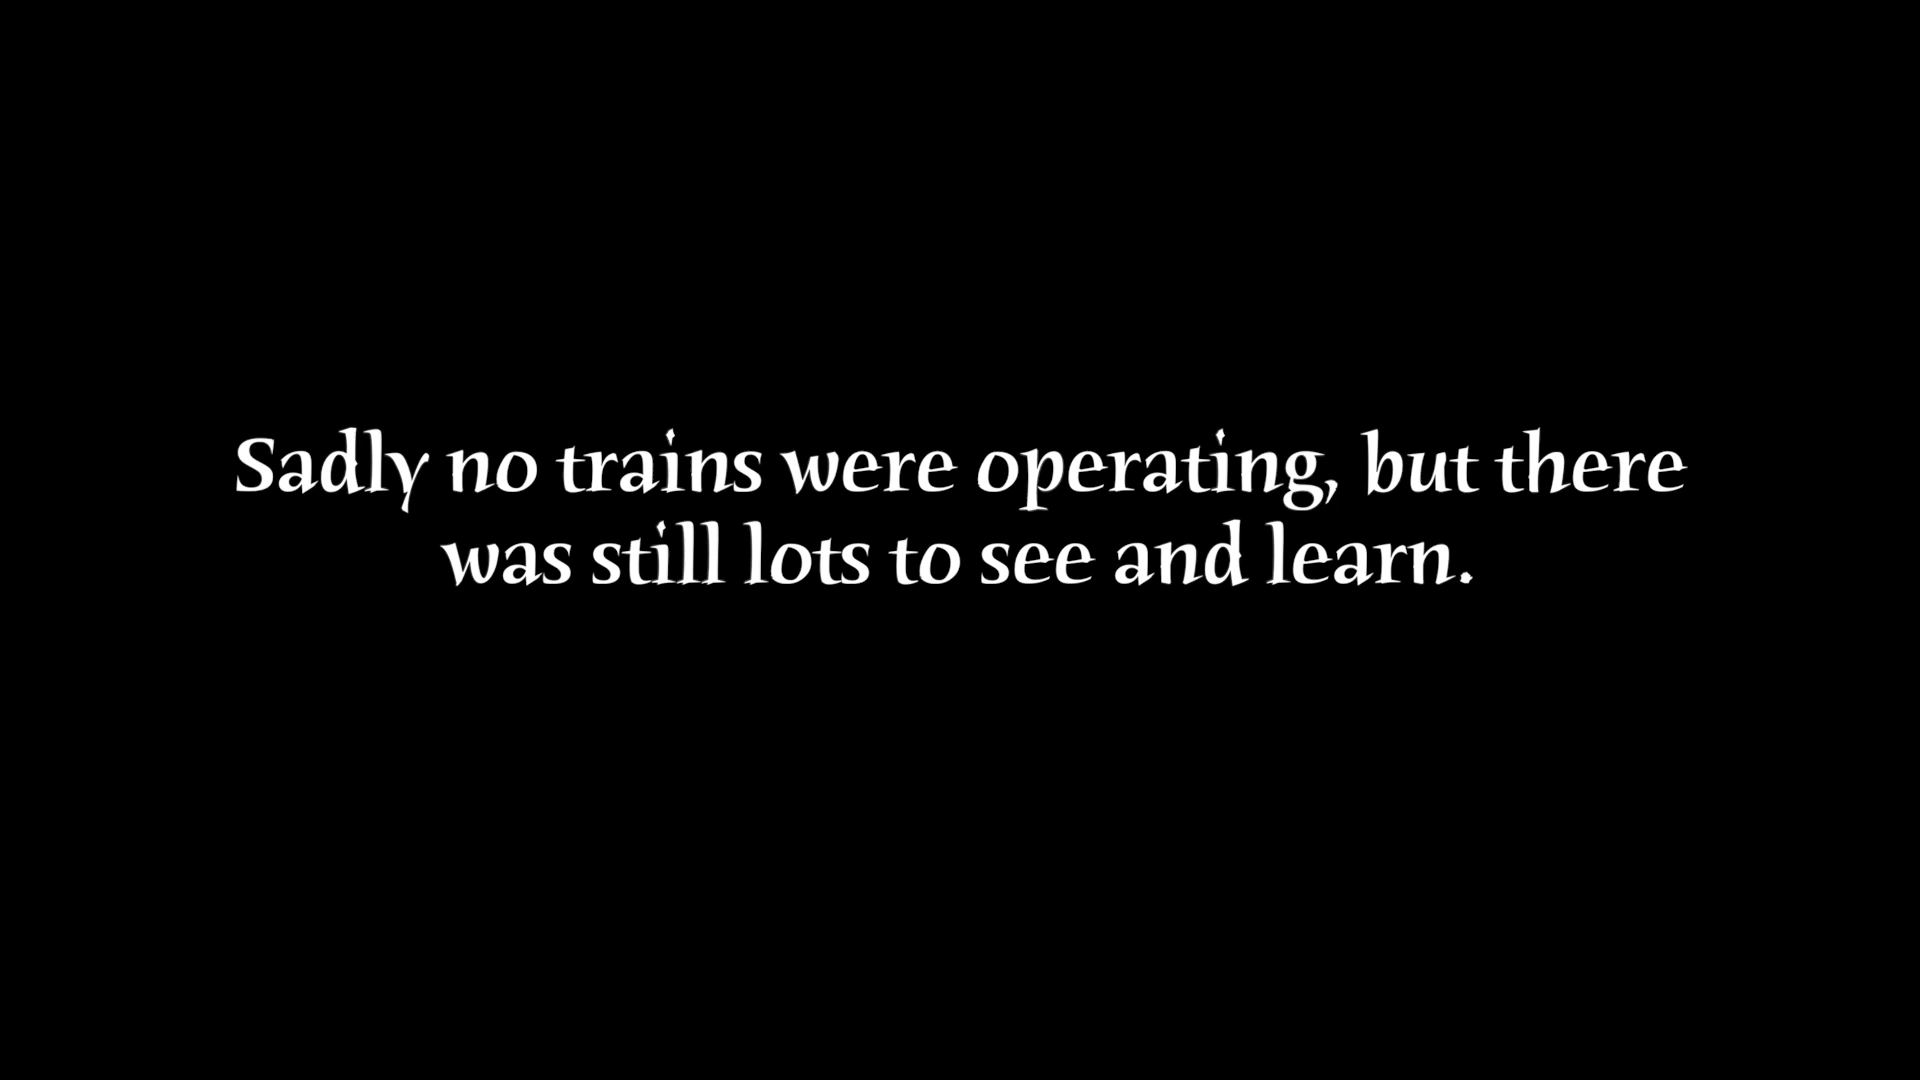 Sadly no trains were operating, but there
was still lots to see and learn.